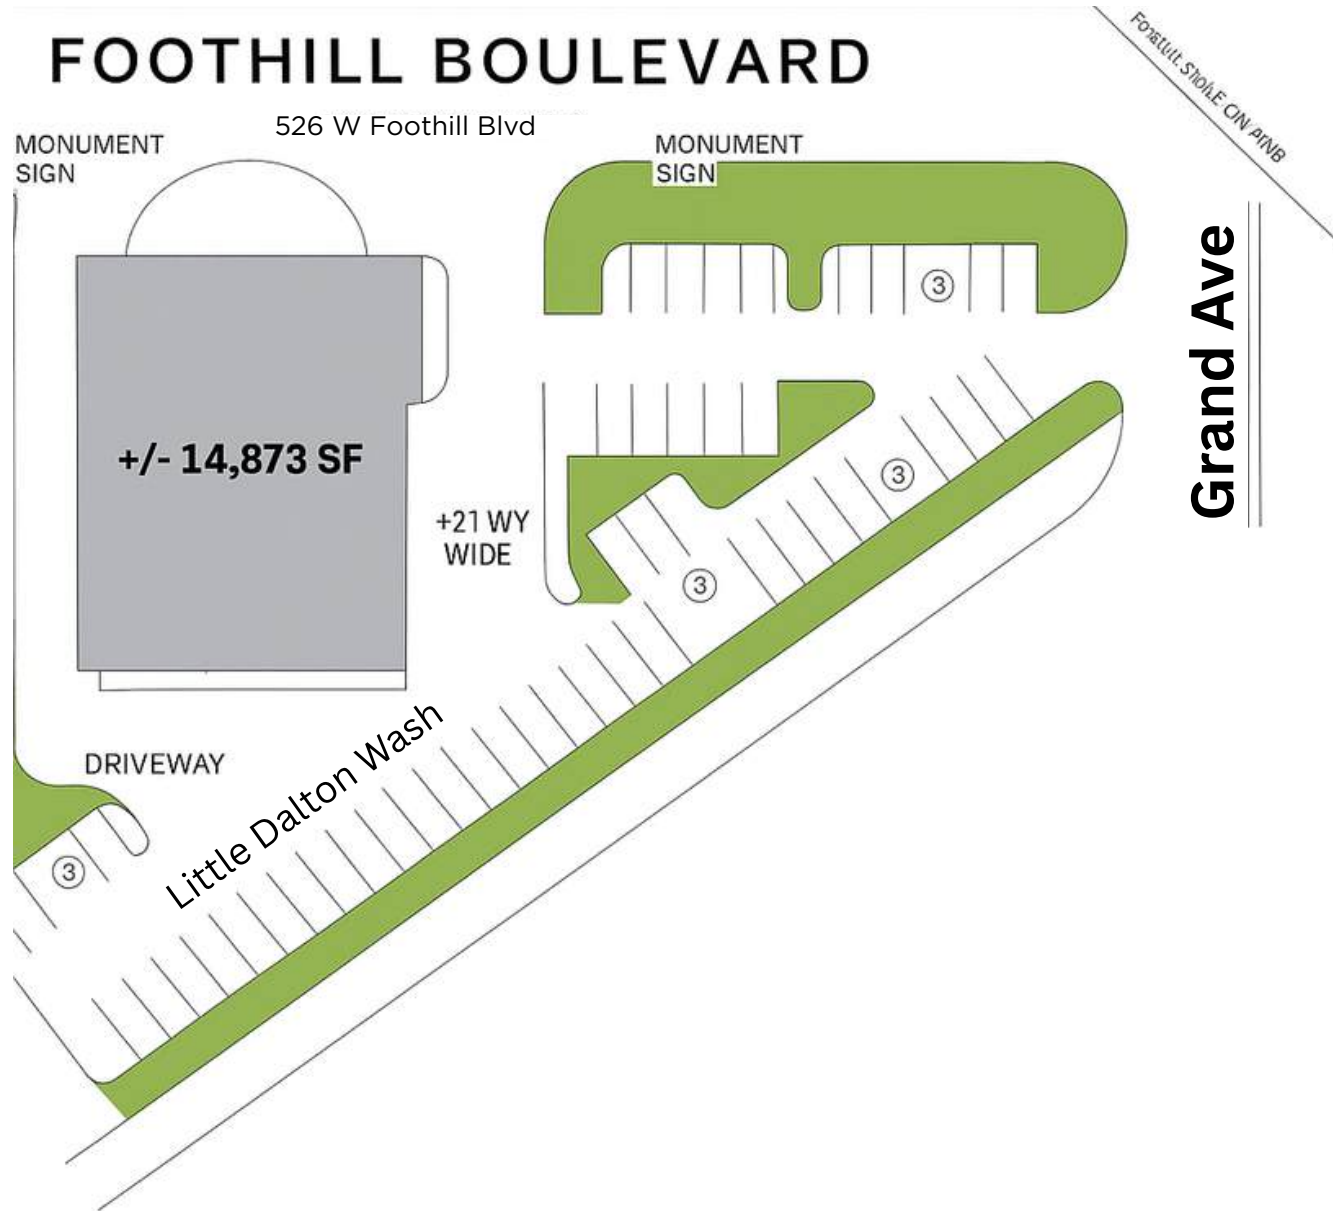 FOOTHILL BOULEVARD
526 W Foothill Blvd
MONUMENT
SIGN
MONUMENT
SIGN
3
Grand Ave
+/- 14,873 SF
3
+21 WY
WIDE
3
Little Dalton Wash
DRIVEWAY
3